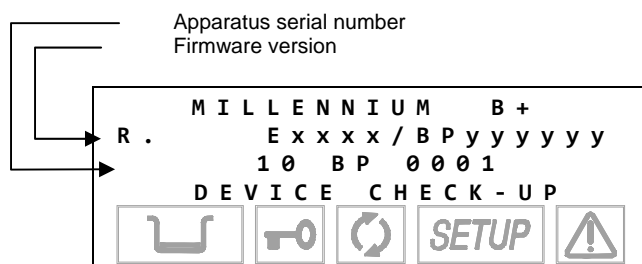 Apparatus serial number
Firmware version
MILLENNIUM B+
R. Exxxx/BPyyyyyy
10 BP 0001
DEVICE CHECK-UP
SETUP